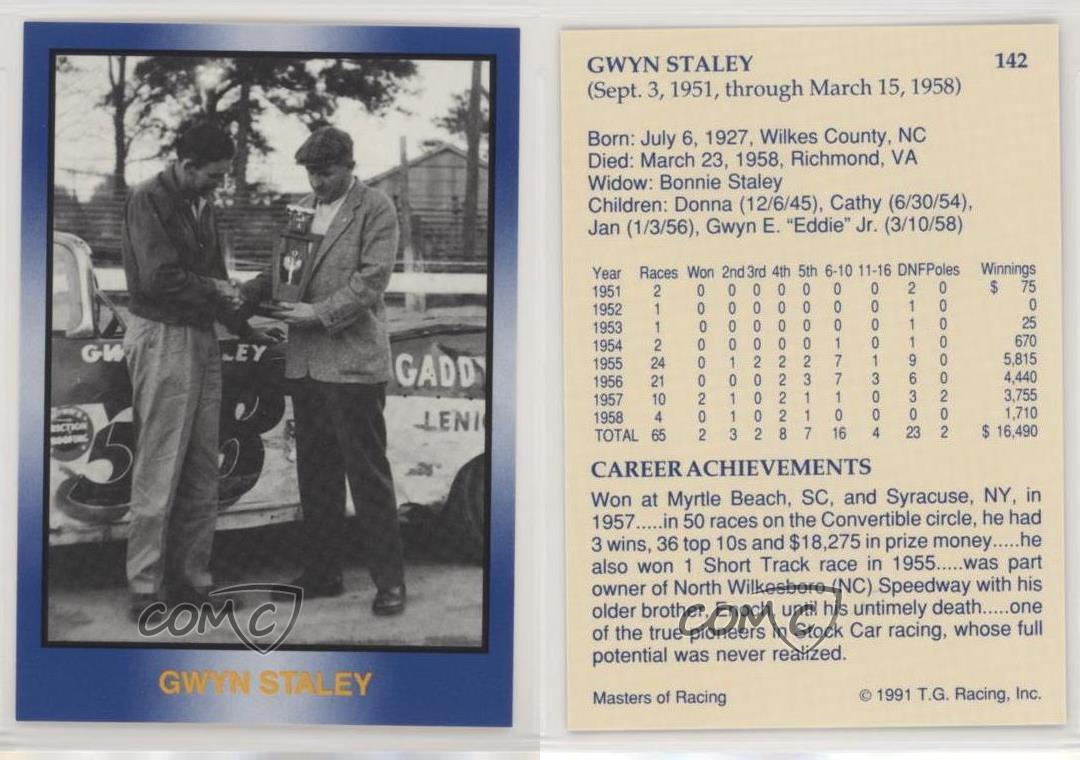 GW LEY
GADDY
LENI
RICTION
ROOFING
58
COMC
GWYN STALEY
GWYN STALEY 142
(Sept. 3, 1951, through March 15, 1958)
Born: July 6, 1927, Wilkes County, NC
Died: March 23, 1958, Richmond, VA
Widow: Bonnie Staley
Children: Donna (12/6/45), Cathy (6/30/54),
Jan (1/3/56), Gwyn E. “Eddie” Jr. (3/10/58)
Year Races Won 2nd 3rd 4th 5th 6-10 11-16 DNF Poles Winnings
1951 2 0 0 0 0 0 0 0 2 0 $ 75
1952 1 0 0 0 0 0 0 0 1 0 0
1953 1 0 0 0 0 0 0 0 1 0 25
1954 2 0 0 0 0 0 1 0 1 0 670
1955 24 0 1 2 2 2 7 1 9 0 5,815
1956 21 0 0 0 2 3 7 3 6 0 4,440
1957 10 2 1 0 2 1 1 0 3 2 3,755
1958 4 0 1 0 2 1 0 0 0 0 1,710
TOTAL 65 2 3 2 8 7 16 4 23 2 $ 16,490
CAREER ACHIEVEMENTS
Won at Myrtle Beach, SC, and Syracuse, NY, in
1957.....in 50 races on the Convertible circle, he had
3 wins, 36 top 10s and $18,275 in prize money.....he
also won 1 Short Track race in 1955.....was part
owner of North Wilkesboro (NC) Speedway with his
older brother, Enoch until his untimely death.....one
of the true pioneers in Stock Car racing, whose full
potential was never realized.
COMC
Masters of Racing © 1991 T.G. Racing, Inc.